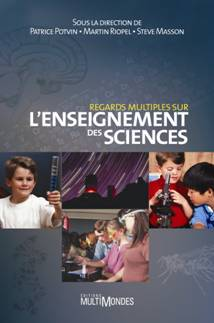 SOUS LA DIRECTION DE
PATRICE POTVIN • MARTIN RIOPEL • STEVE MASSON
REGARDS MULTIPLES SUR
L'ENSEIGNEMENT
DES SCIENCES
ÉDITIONS
MULTIMONDES